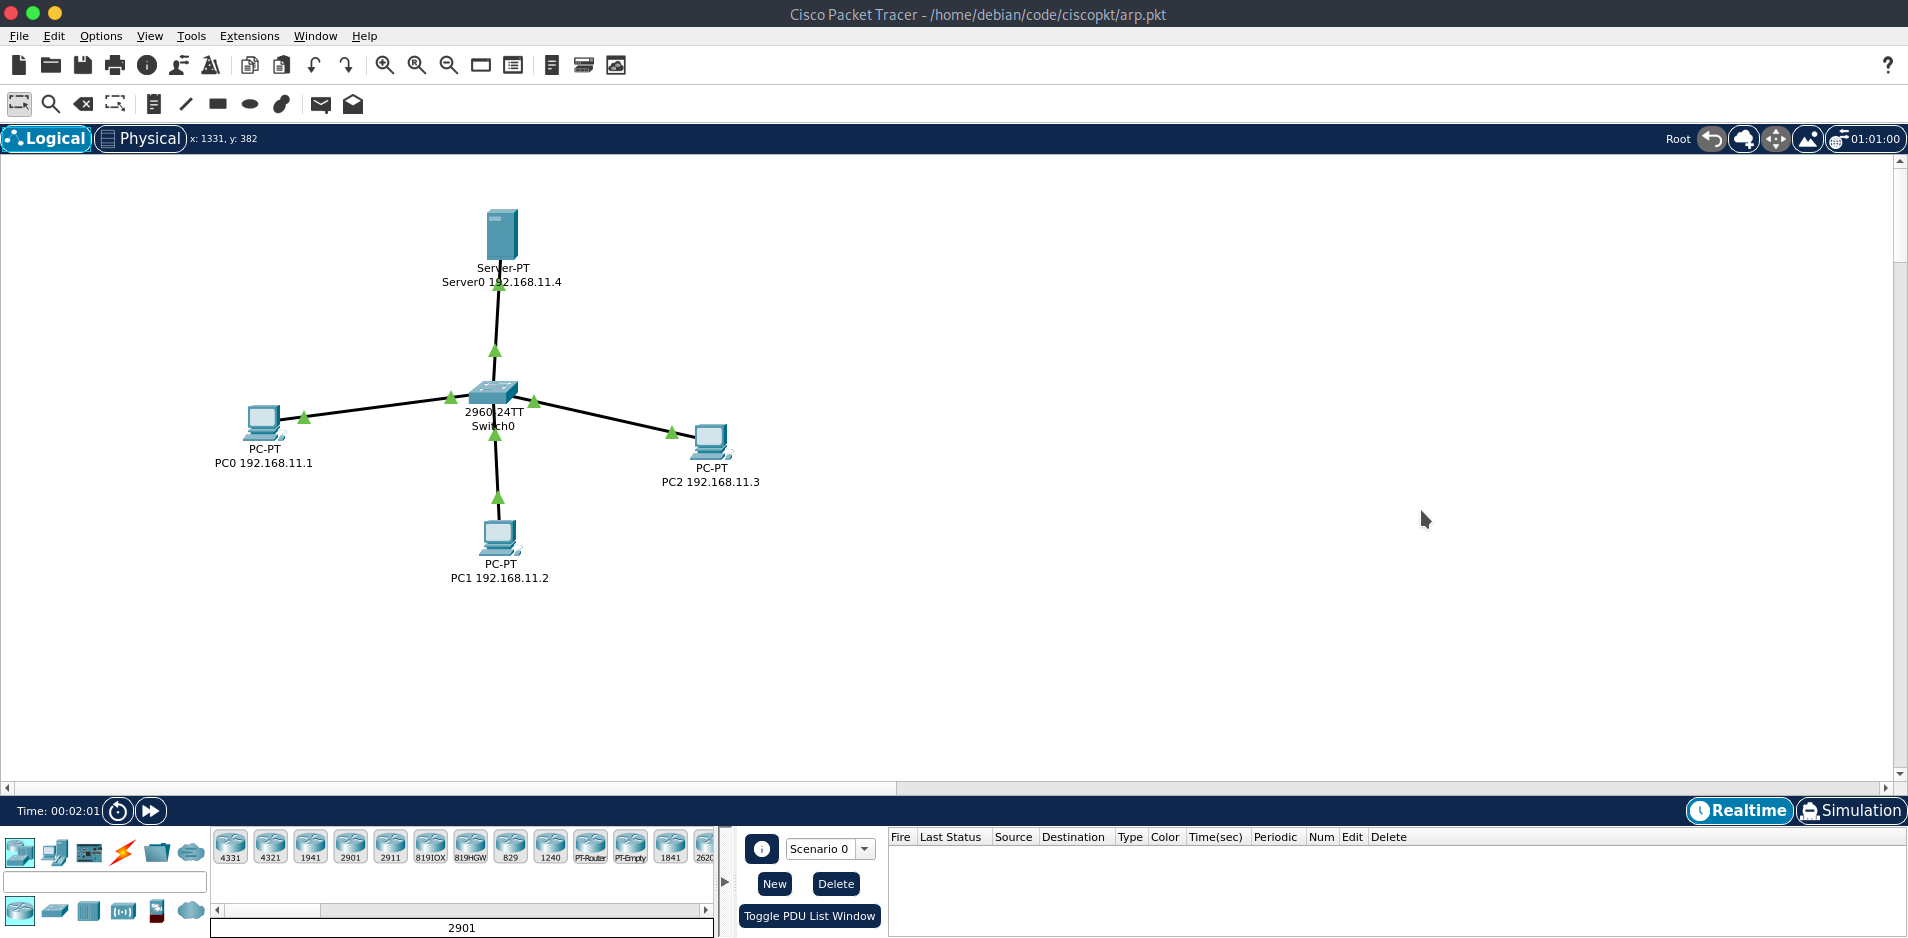 Cisco Packet Tracer - /home/debian/code/ciscopkt/arp.pkt
File Edit Options View Tools Extensions Window Help
?
Logical Physical x: 1331, y: 382 Root 01:01:00
Server-PT
Server0 192.168.11.4
2960-24TT
Switch0
PC-PT
PC0 192.168.11.1
PC-PT
PC2 192.168.11.3
PC-PT
PC1 192.168.11.2
Time: 00:02:01 Realtime Simulation
4331 4321 1941 2901 2911 819IOX 819HGW 829 1240 PT-Router PT-Empty 1841 2620
2901
Scenario 0
New Delete
Toggle PDU List Window
Fire Last Status Source Destination Type Color Time(sec) Periodic Num Edit Delete